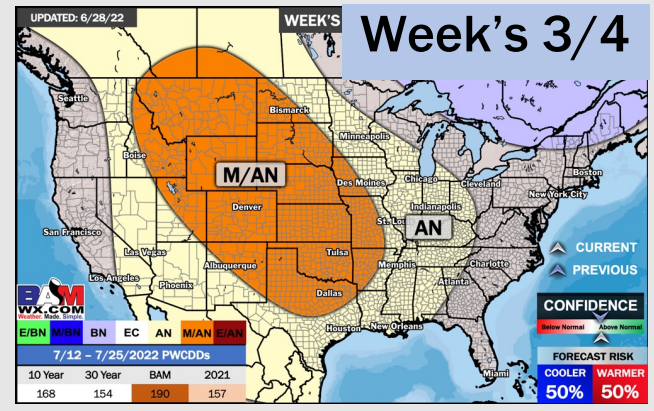 UPDATED: 6/28/22
WEEK'S
Week's 3/4
Seattle
Bismarck
Minneapolis
Boise
M/AN
Des Moines
Chicago
Cleveland
Boston
New York City
Denver
Indianapolis
St. Lou
AN
San Francisco
Las Vegas
Tulsa
Albuquerque
Memphis
Charlotte
Los Angeles
Phoenix
Atlanta
Dallas
Houston
New Orleans
Miami
CURRENT
PREVIOUS
BAM
WX.COM
Weather. Made. Simple.
E/BN M/BN BN EC AN M/AN E/AN
7/12 – 7/25/2022 PWCDDs
10 Year 30 Year BAM 2021
168 154 190 157
CONFIDENCE
Below Normal Above Normal
FORECAST RISK
COOLER WARMER
50% 50%